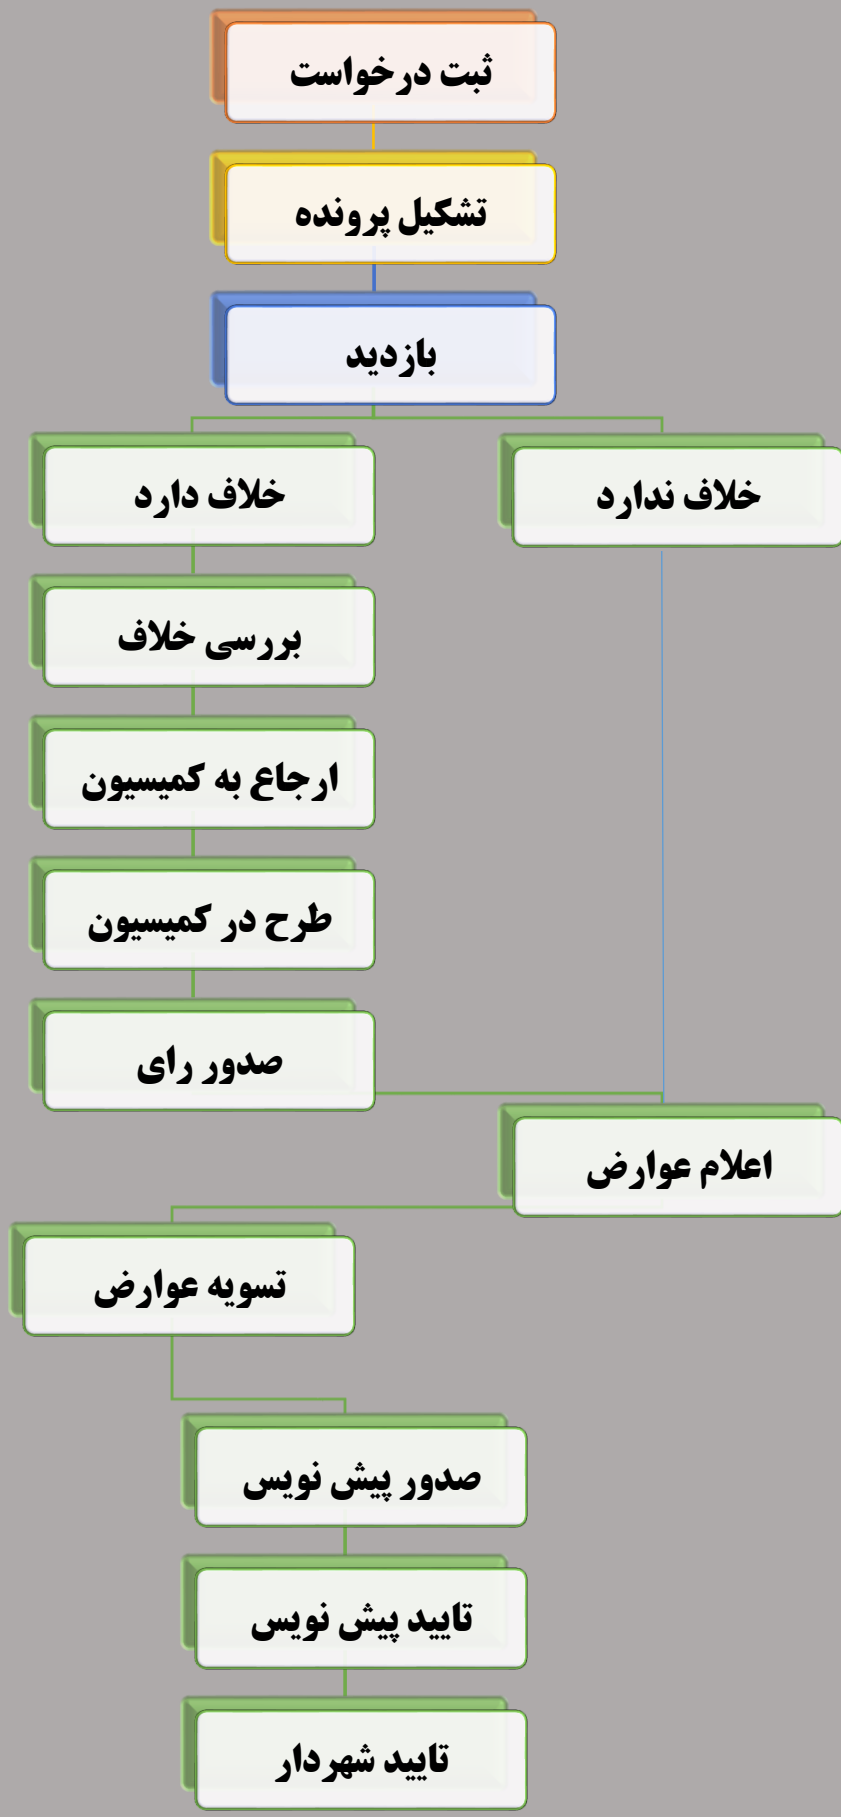 ثبت درخواست
تشکیل پرونده
بازدید
خلاف ندارد
خلاف دارد
بررسی خلاف
ارجاع به کمیسیون
طرح در کمیسیون
صدور رای
اعلام عوارض
تسویه عوارض
صدور پیش نویس
تایید پیش نویس
تایید شهردار